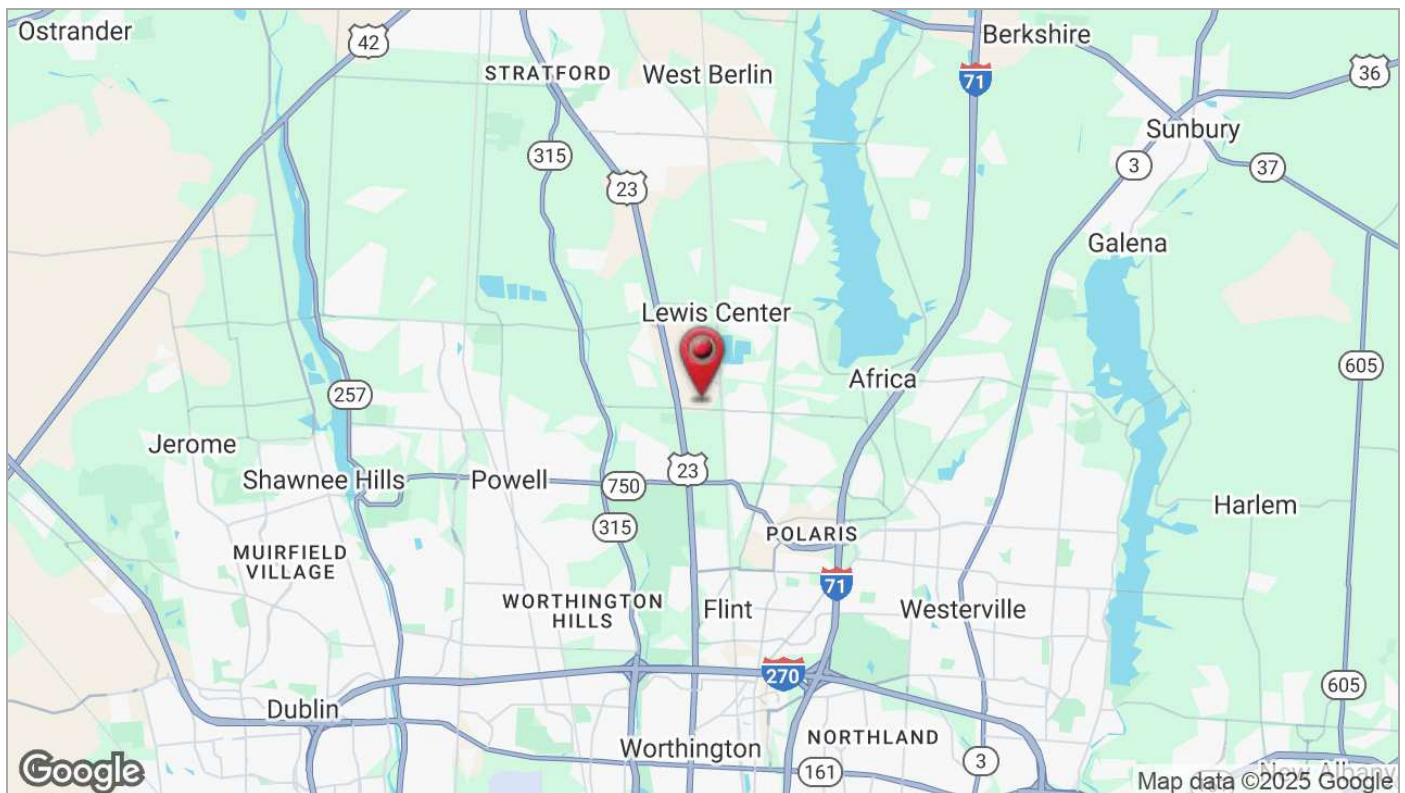 Ostrander
42
STRATFORD
West Berlin
Berkshire
71
36
Sunbury
315
23
3
37
Galena
Lewis Center
257
Africa
605
Jerome
Shawnee Hills
Powell
750
23
Harlem
315
POLARIS
MUIRFIELD
VILLAGE
71
WORTHINGTON
HILLS
Flint
Westerville
270
605
Dublin
Worthington
NORTHLAND
161
3
New Albany
Google
Map data ©2025 Google